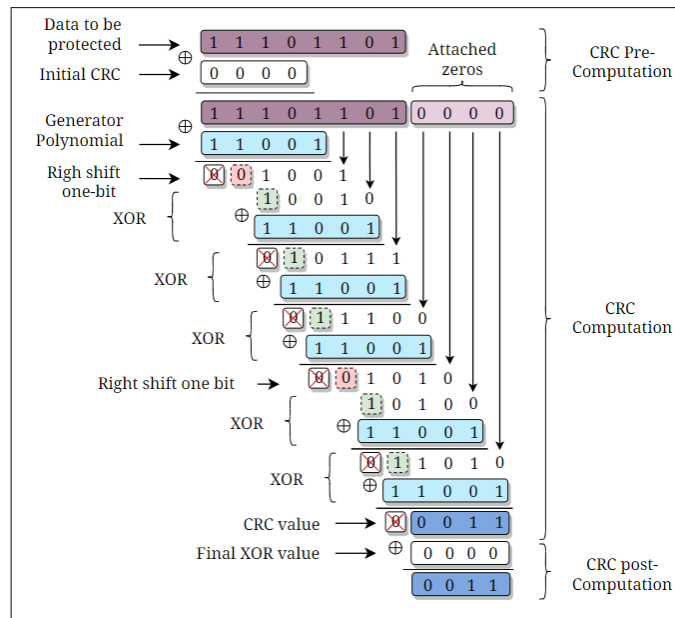 Data to be
protected
1 1 1 0 1 1 0 1
Attached
zeros
CRC Pre-
Computation
Initial CRC
⊕
0 0 0 0
1 1 1 0 1 1 0 1 0 0 0 0
Generator
Polynomial
⊕
1 1 0 0 1
Righ shift
one-bit
0 0 1 0 0 1
XOR
1 0 0 1 0
⊕
1 1 0 0 1
XOR
0 1 0 1 1 1
⊕
1 1 0 0 1
XOR
0 1 1 1 0 0
⊕
1 1 0 0 1
CRC
Computation
Right shift one bit
0 0 1 0 1 0
XOR
1 0 1 0 0
⊕
1 1 0 0 1
XOR
0 1 1 0 1 0
⊕
1 1 0 0 1
CRC value
0 0 0 1 1
Final XOR value
⊕
0 0 0 0
CRC post-
Computation
0 0 1 1